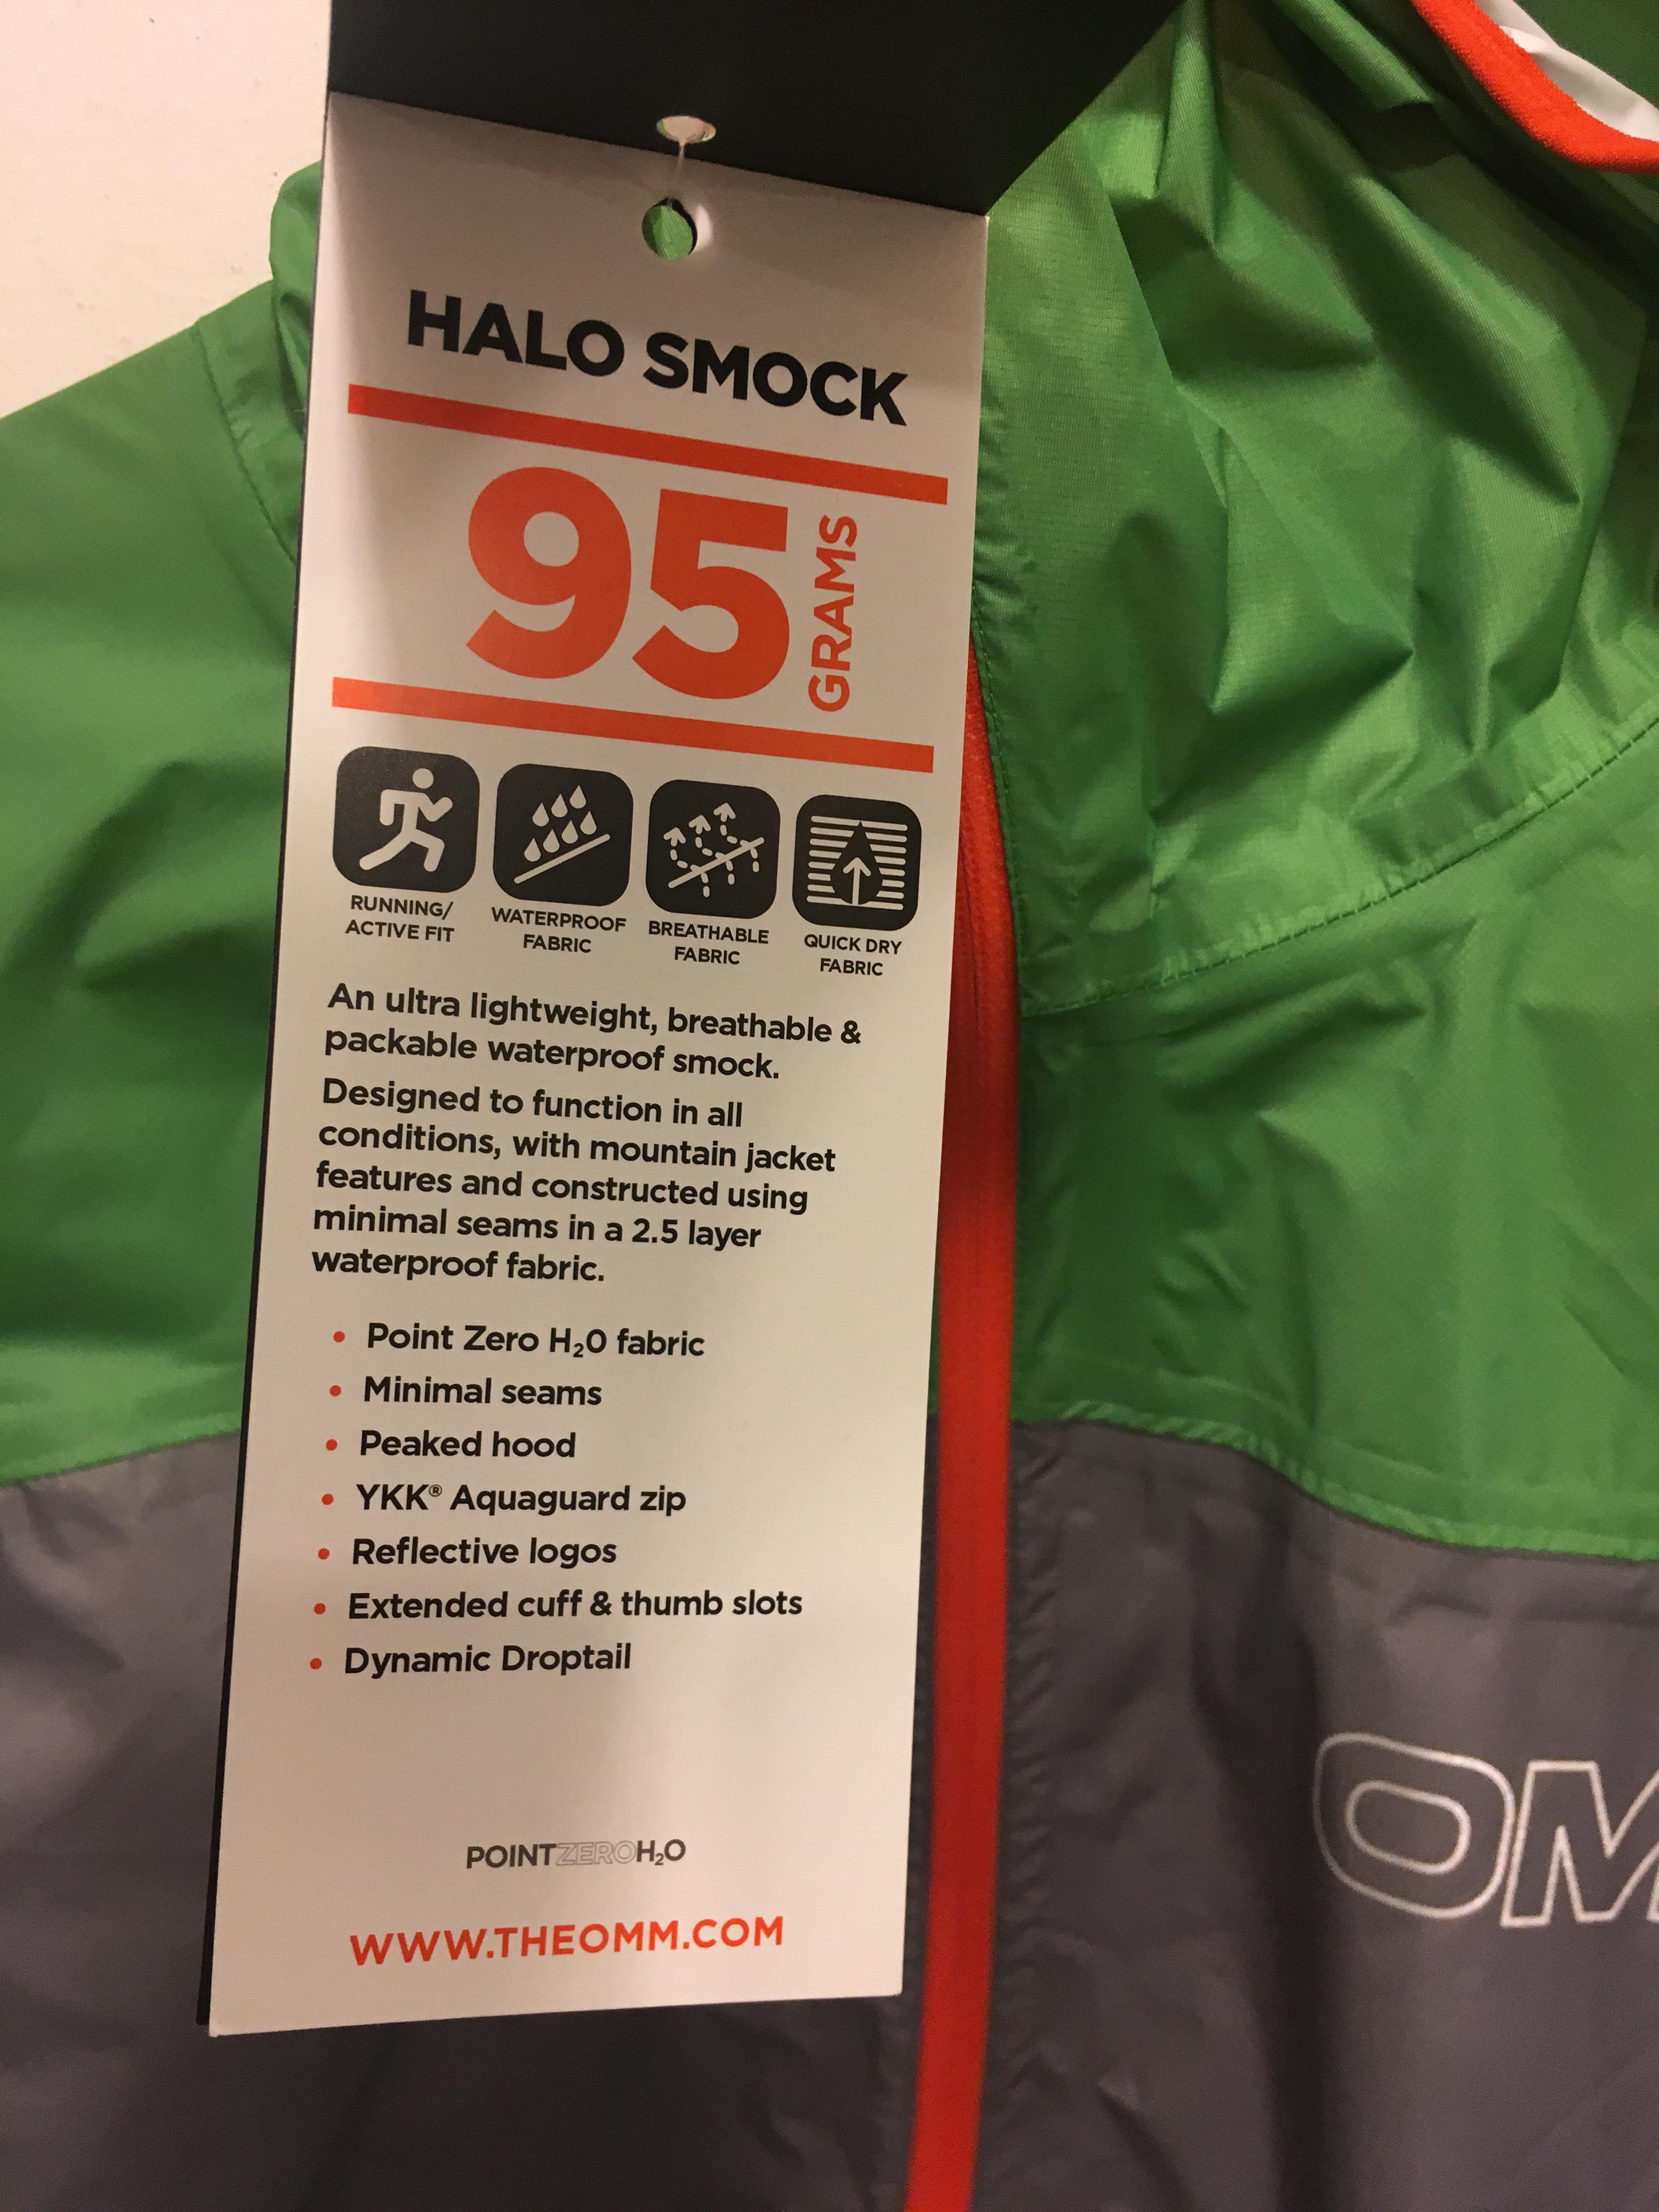 HALO SMOCK
95 GRAMS
RUNNING/
ACTIVE FIT
WATERPROOF
FABRIC
BREATHABLE
FABRIC
QUICK DRY
FABRIC
An ultra lightweight, breathable &
packable waterproof smock.
Designed to function in all
conditions, with mountain jacket
features and constructed using
minimal seams in a 2.5 layer
waterproof fabric.
• Point Zero H₂0 fabric
• Minimal seams
• Peaked hood
• YKK® Aquaguard zip
• Reflective logos
• Extended cuff & thumb slots
• Dynamic Droptail
POINTZEROH₂O
WWW.THEOMM.COM
OM